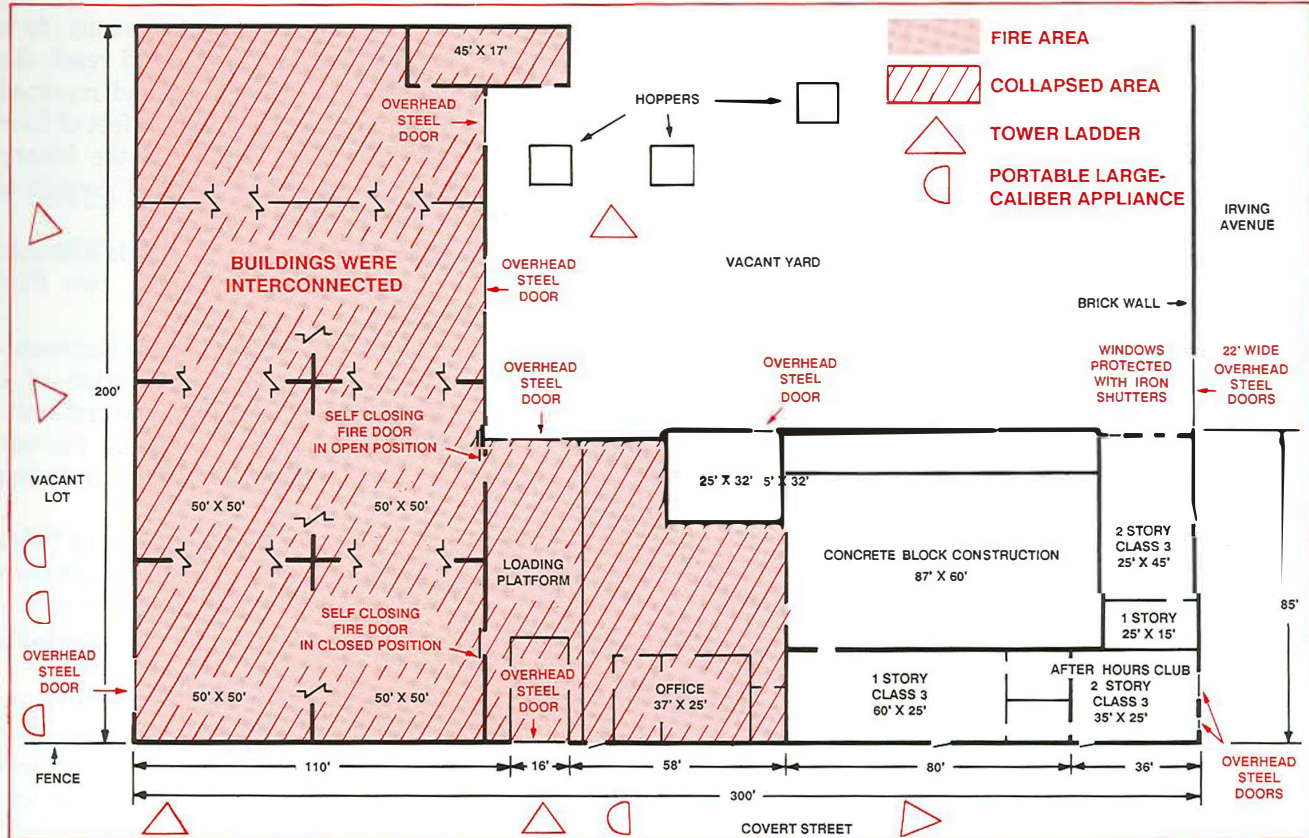 45' X 17'
OVERHEAD
STEEL
DOOR
HOPPERS
FIRE AREA
COLLAPSED AREA
TOWER LADDER
PORTABLE LARGE-
CALIBER APPLIANCE
IRVING
AVENUE
BUILDINGS WERE
INTERCONNECTED
OVERHEAD
STEEL
DOOR
VACANT YARD
BRICK WALL
200'
OVERHEAD
STEEL
DOOR
OVERHEAD
STEEL
DOOR
WINDOWS
PROTECTED
WITH IRON
SHUTTERS
22' WIDE
OVERHEAD
STEEL
DOORS
SELF CLOSING
FIRE DOOR
IN OPEN POSITION
VACANT
LOT
50' X 50'
50' X 50'
25' X 32'
5' X 32'
LOADING
PLATFORM
CONCRETE BLOCK CONSTRUCTION
87' X 60'
2 STORY
CLASS 3
25' X 45'
85'
SELF CLOSING
FIRE DOOR
IN CLOSED POSITION
1 STORY
25' X 15'
OVERHEAD
STEEL
DOOR
50' X 50'
50' X 50'
OVERHEAD
STEEL
DOOR
OFFICE
37' X 25'
1 STORY
CLASS 3
60' X 25'
AFTER HOURS CLUB
2 STORY
CLASS 3
35' X 25'
FENCE
110'
16'
58'
80'
36'
OVERHEAD
STEEL
DOORS
300'
COVERT STREET